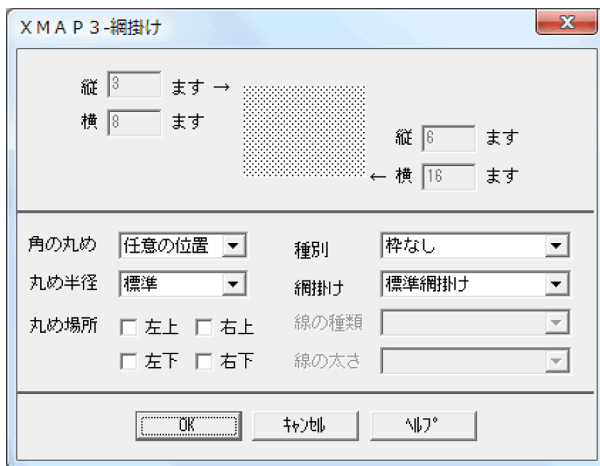 XMAP3-網掛け
縦 3 ます →
横 8 ます
縦 6 ます
← 横 16 ます
角の丸め 任意の位置 種別 枠なし
丸め半径 標準 網掛け 標準網掛け
丸め場所 左上 右上 線の種類
左下 右下 線の太さ
OK ｷｬﾝｾﾙ ﾍﾙﾌﾟ